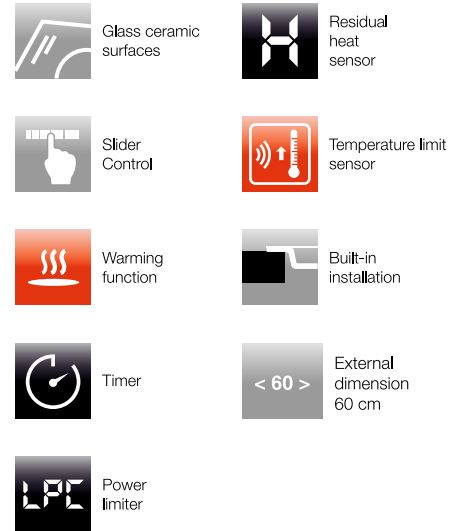 Glass ceramic
surfaces
H
Residual
heat
sensor
Slider
Control
Temperature limit
sensor
Warming
function
Built-in
installation
Timer
< 60 >
External
dimension
60 cm
LPC
Power
limiter